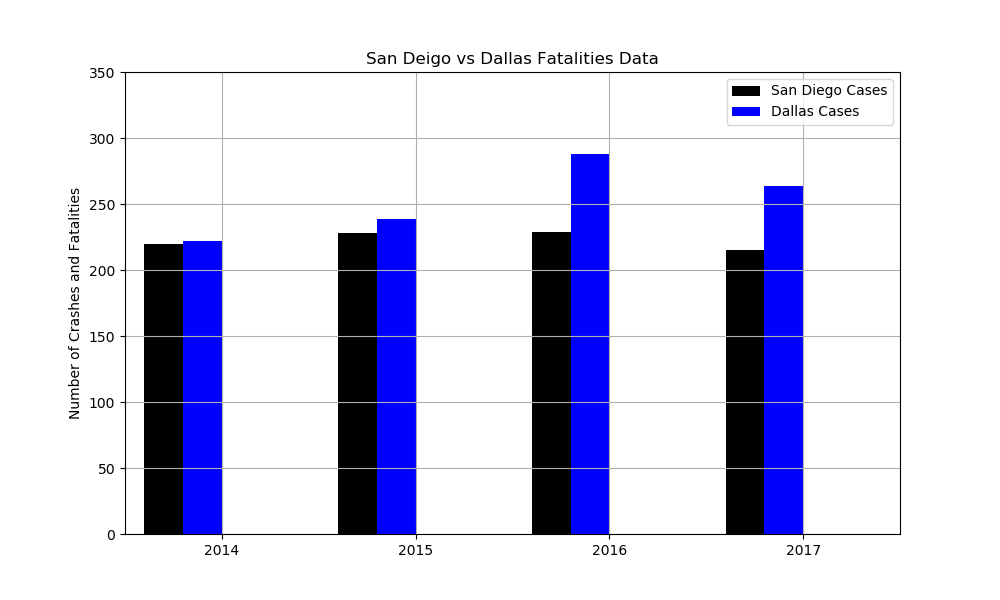 San Deigo vs Dallas Fatalities Data
350
300
250
200
150
100
50
0
Number of Crashes and Fatalities
San Diego Cases
Dallas Cases
2014 2015 2016 2017